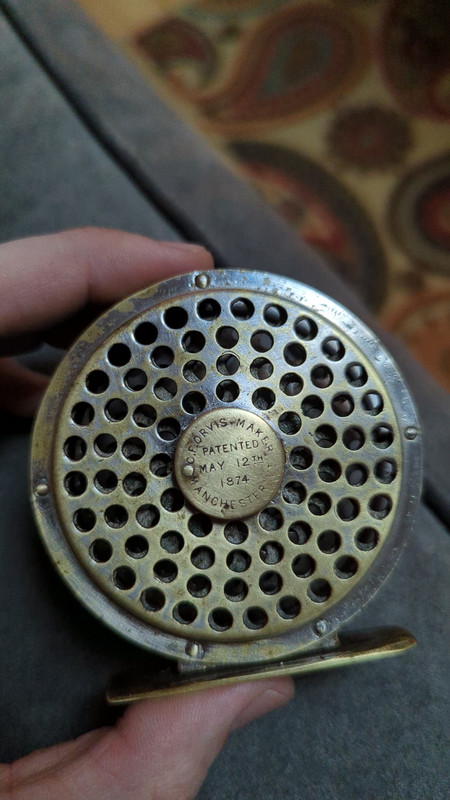 C.F. ORVIS - MAKER
PATENTED
MAY 12TH
1874
MANCHESTER